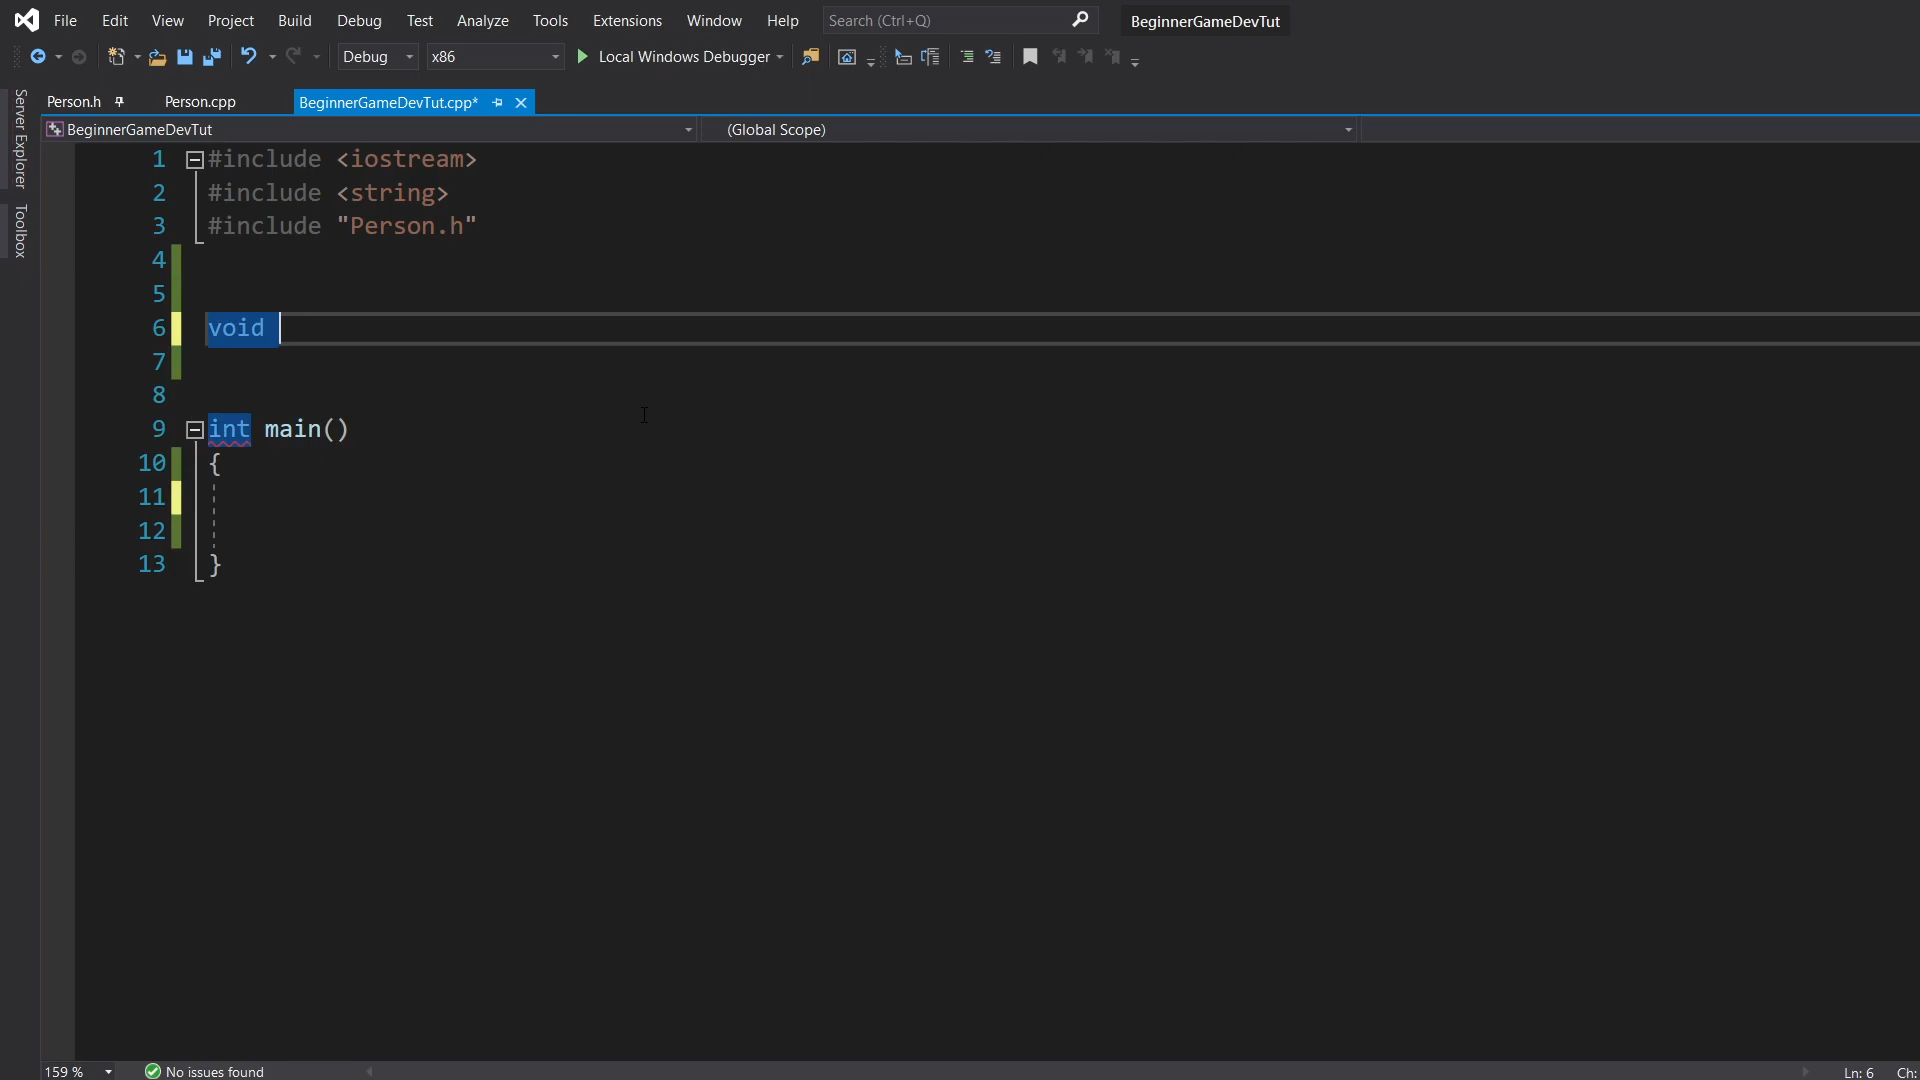 File Edit View Project Build Debug Test Analyze Tools Extensions Window Help Search (Ctrl+Q) BeginnerGameDevTut
Debug x86 Local Windows Debugger
Server Explorer
Toolbox
Person.h Person.cpp BeginnerGameDevTut.cpp*
BeginnerGameDevTut (Global Scope)
1 #include <iostream>
2 #include <string>
3 #include "Person.h"
4
5
6 void
7
8
9 int main()
10 {
11
12
13 }
159 % No issues found Ln: 6 Ch: